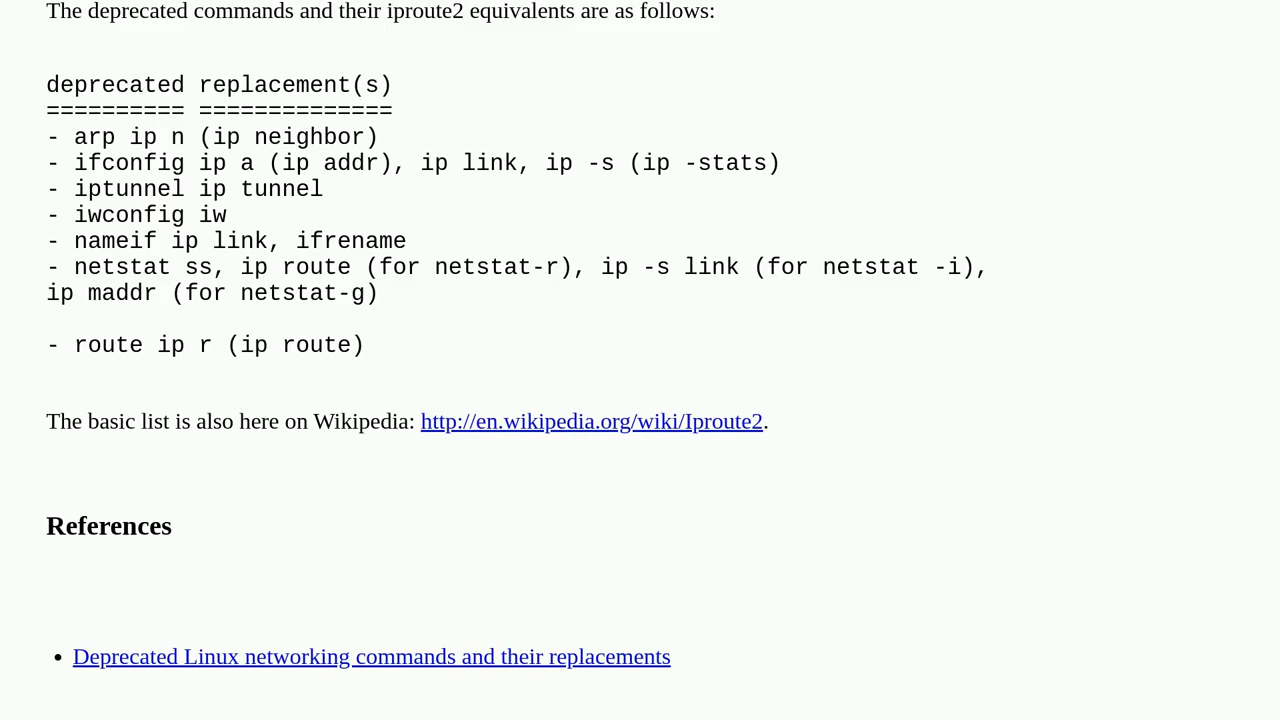 The deprecated commands and their iproute2 equivalents are as follows:
deprecated replacement(s)
========== ==============
- arp ip n (ip neighbor)
- ifconfig ip a (ip addr), ip link, ip -s (ip -stats)
- iptunnel ip tunnel
- iwconfig iw
- nameif ip link, ifrename
- netstat ss, ip route (for netstat-r), ip -s link (for netstat -i),
ip maddr (for netstat-g)
- route ip r (ip route)
The basic list is also here on Wikipedia: http://en.wikipedia.org/wiki/Iproute2.
References
• Deprecated Linux networking commands and their replacements